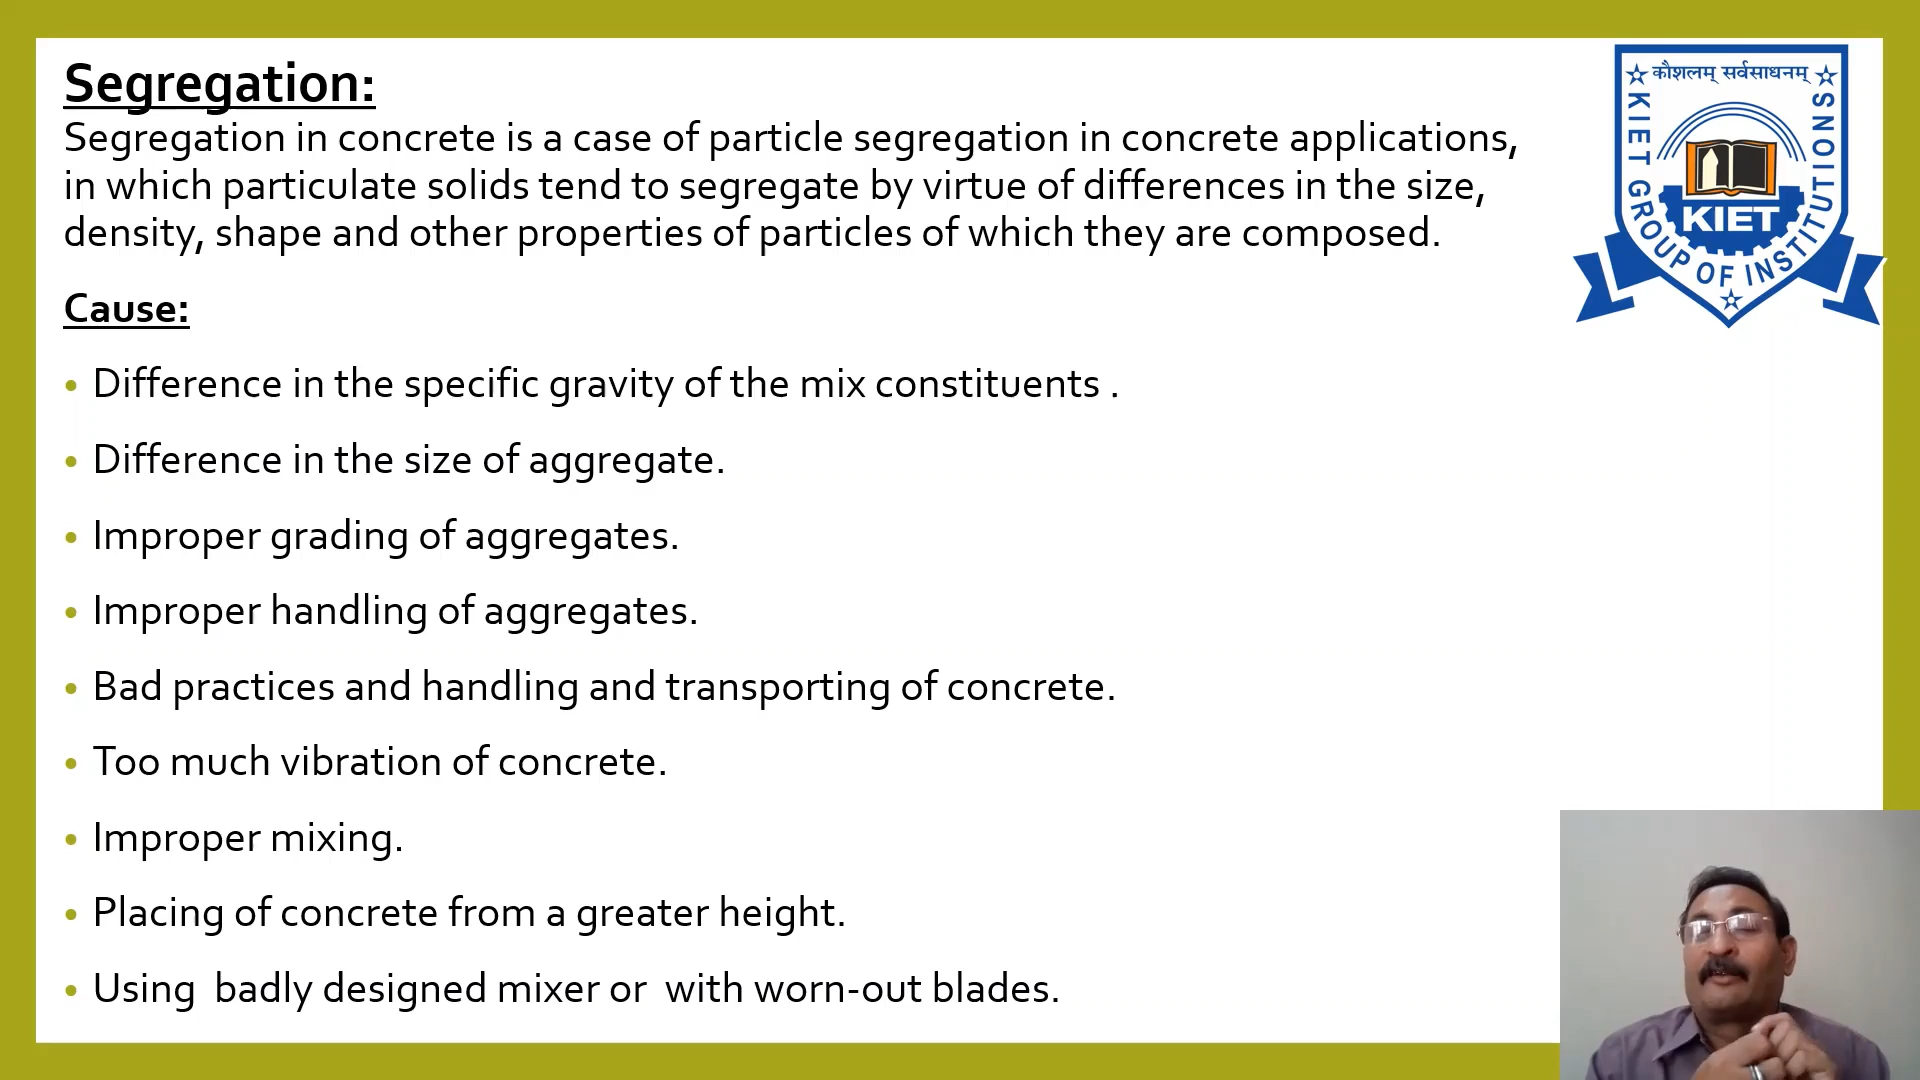 Segregation:
Segregation in concrete is a case of particle segregation in concrete applications,
in which particulate solids tend to segregate by virtue of differences in the size,
density, shape and other properties of particles of which they are composed.
Cause:
• Difference in the specific gravity of the mix constituents .
• Difference in the size of aggregate.
• Improper grading of aggregates.
• Improper handling of aggregates.
• Bad practices and handling and transporting of concrete.
• Too much vibration of concrete.
• Improper mixing.
• Placing of concrete from a greater height.
• Using  badly designed mixer or  with worn-out blades.
कौशलम् सर्वसाधनम्
KIET GROUP OF INSTITUTIONS
KIET